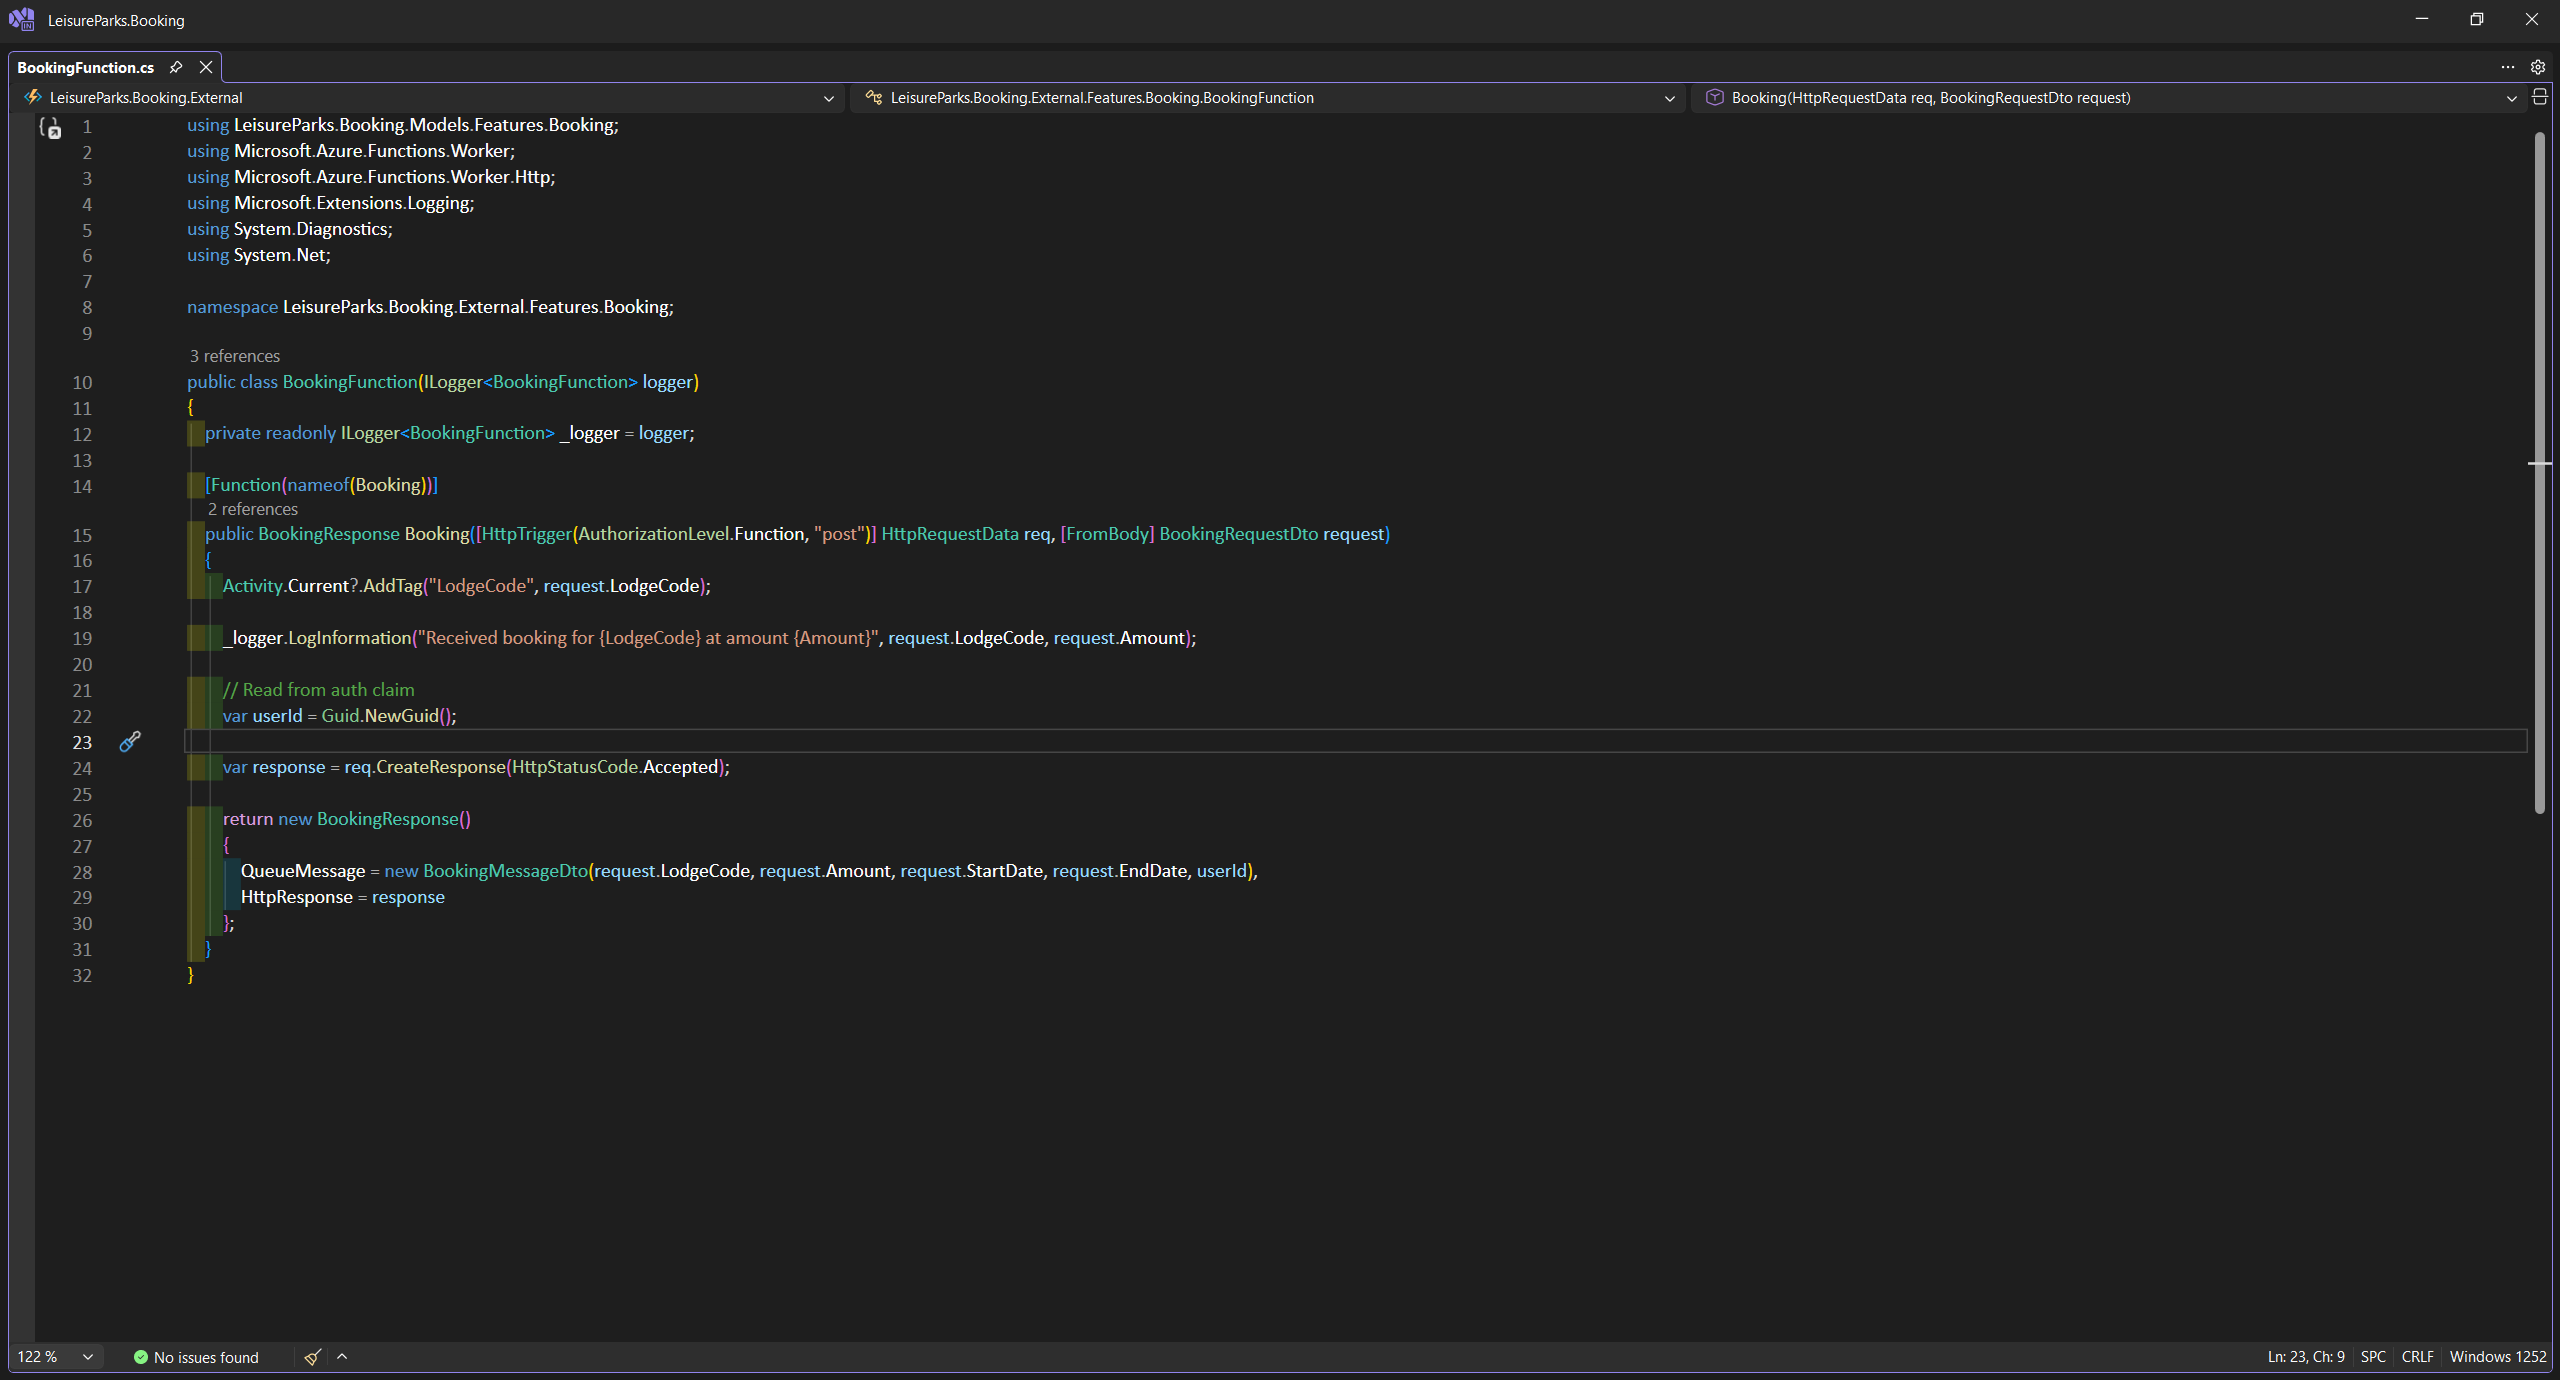 LeisureParks.Booking
BookingFunction.cs
LeisureParks.Booking.External
LeisureParks.Booking.External.Features.Booking.BookingFunction
Booking(HttpRequestData req, BookingRequestDto request)
1 using LeisureParks.Booking.Models.Features.Booking;
2 using Microsoft.Azure.Functions.Worker;
3 using Microsoft.Azure.Functions.Worker.Http;
4 using Microsoft.Extensions.Logging;
5 using System.Diagnostics;
6 using System.Net;
7
8 namespace LeisureParks.Booking.External.Features.Booking;
9
3 references
10 public class BookingFunction(ILogger<BookingFunction> logger)
11 {
12 private readonly ILogger<BookingFunction> _logger = logger;
13
14 [Function(nameof(Booking))]
2 references
15 public BookingResponse Booking([HttpTrigger(AuthorizationLevel.Function, "post")] HttpRequestData req, [FromBody] BookingRequestDto request)
16 {
17 Activity.Current?.AddTag("LodgeCode", request.LodgeCode);
18
19 _logger.LogInformation("Received booking for {LodgeCode} at amount {Amount}", request.LodgeCode, request.Amount);
20
21 // Read from auth claim
22 var userId = Guid.NewGuid();
23
24 var response = req.CreateResponse(HttpStatusCode.Accepted);
25
26 return new BookingResponse()
27 {
28 QueueMessage = new BookingMessageDto(request.LodgeCode, request.Amount, request.StartDate, request.EndDate, userId),
29 HttpResponse = response
30 };
31 }
32 }
122 %
No issues found
Ln: 23, Ch: 9
SPC
CRLF
Windows 1252